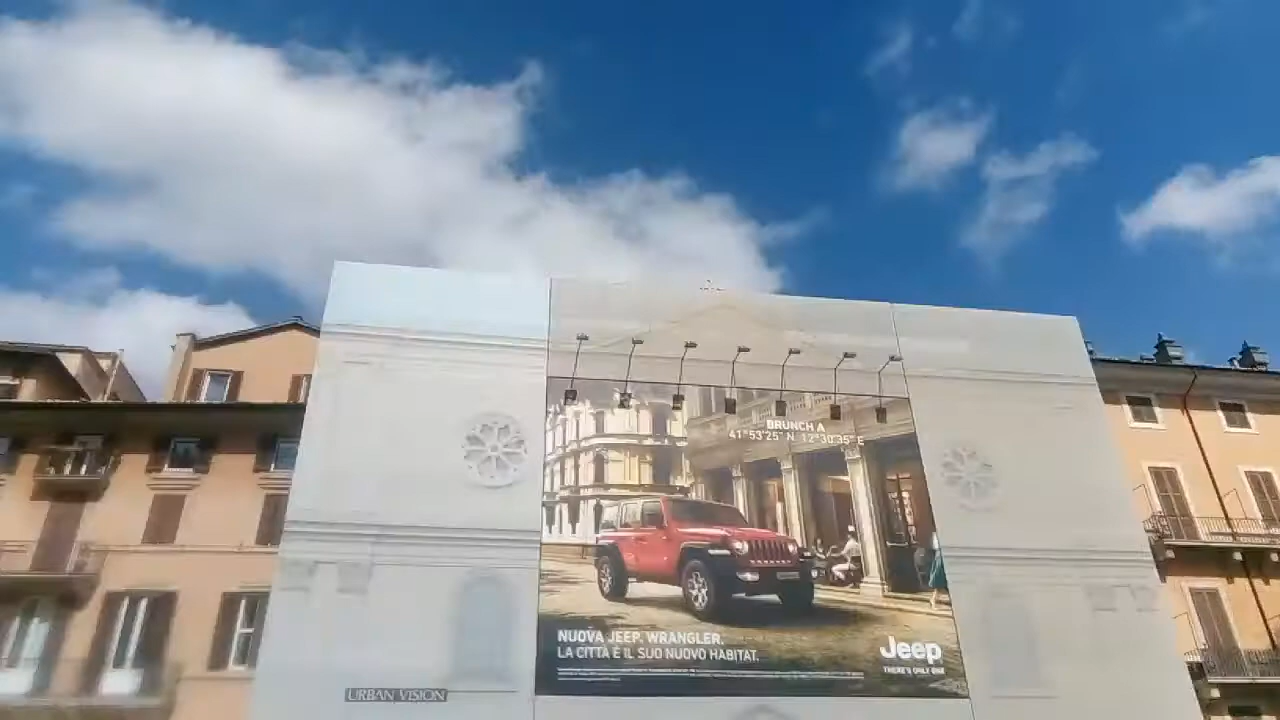 BRUNCH A
41°53'25" N 12°30'35" E
NUOVA JEEP. WRANGLER.
LA CITTÀ È IL SUO NUOVO HABITAT.
Jeep
THERE'S ONLY ONE
URBAN VISION